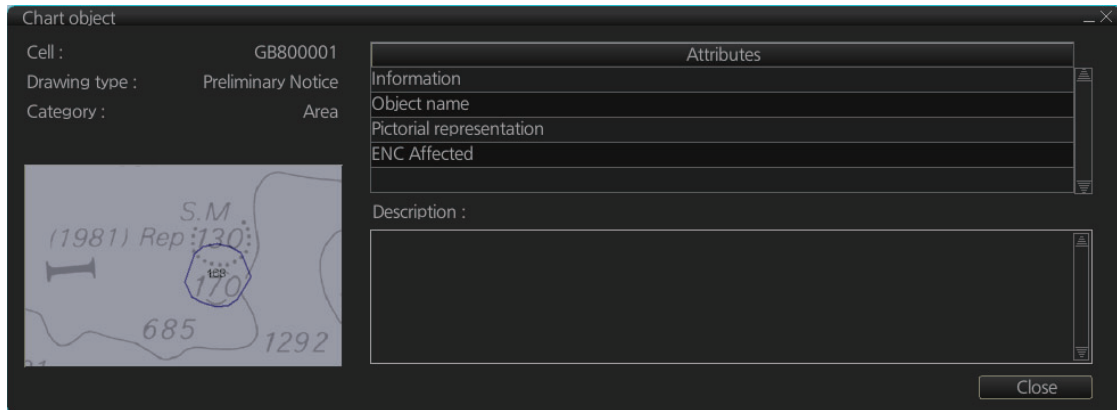 Chart object
Cell : GB800001
Drawing type : Preliminary Notice
Category : Area
Attributes
Information
Object name
Pictorial representation
ENC Affected
Description :
S.M
(1981) Rep 130
170
685
1292
Close